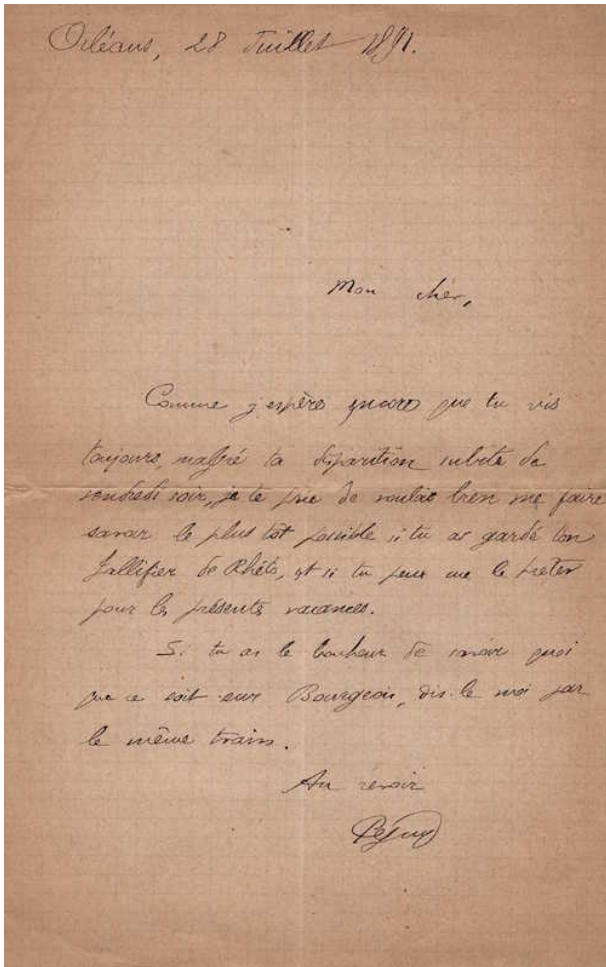 Orléans, 28 Juillet 1891.
Mon cher,
Comme j'espère encore que tu vis
toujours, malgré ta disparition subite de
vendredi soir, je te prie de vouloir bien me faire
savoir le plus tôt possible si tu as gardé ton
Jallifier de Rhéto, et si tu peux me le prêter
pour les présentes vacances.
Si tu as le bonheur de savoir quoi
que ce soit sur Bourgeois, dis-le moi par
le même train.
Au revoir
Péguy